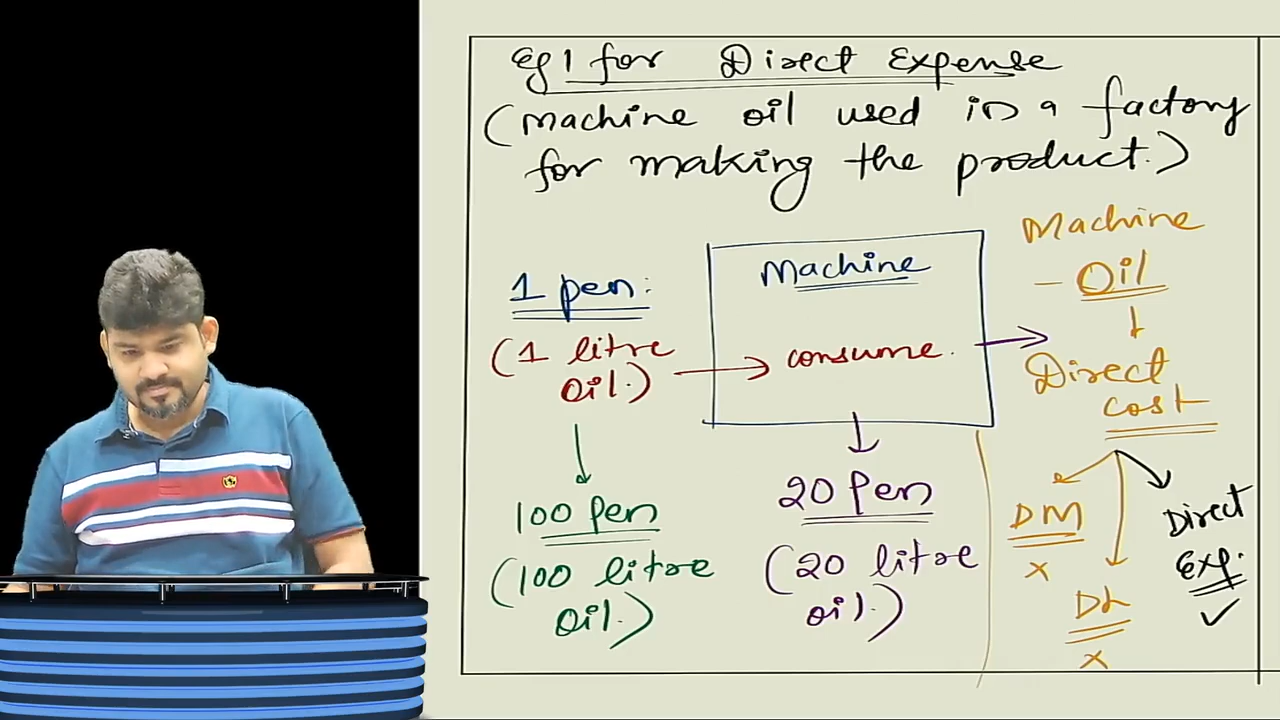 Eg 1 for Direct Expense
(Machine oil used in a factory
for making the product.)
1 pen:
(1 litre
oil.)
100 Pen
(100 litre
oil.)
Machine
consume.
20 Pen
(20 litre
oil.)
Machine
- Oil
Direct
cost
DM
x
DL
x
Direct
Exp.
✓